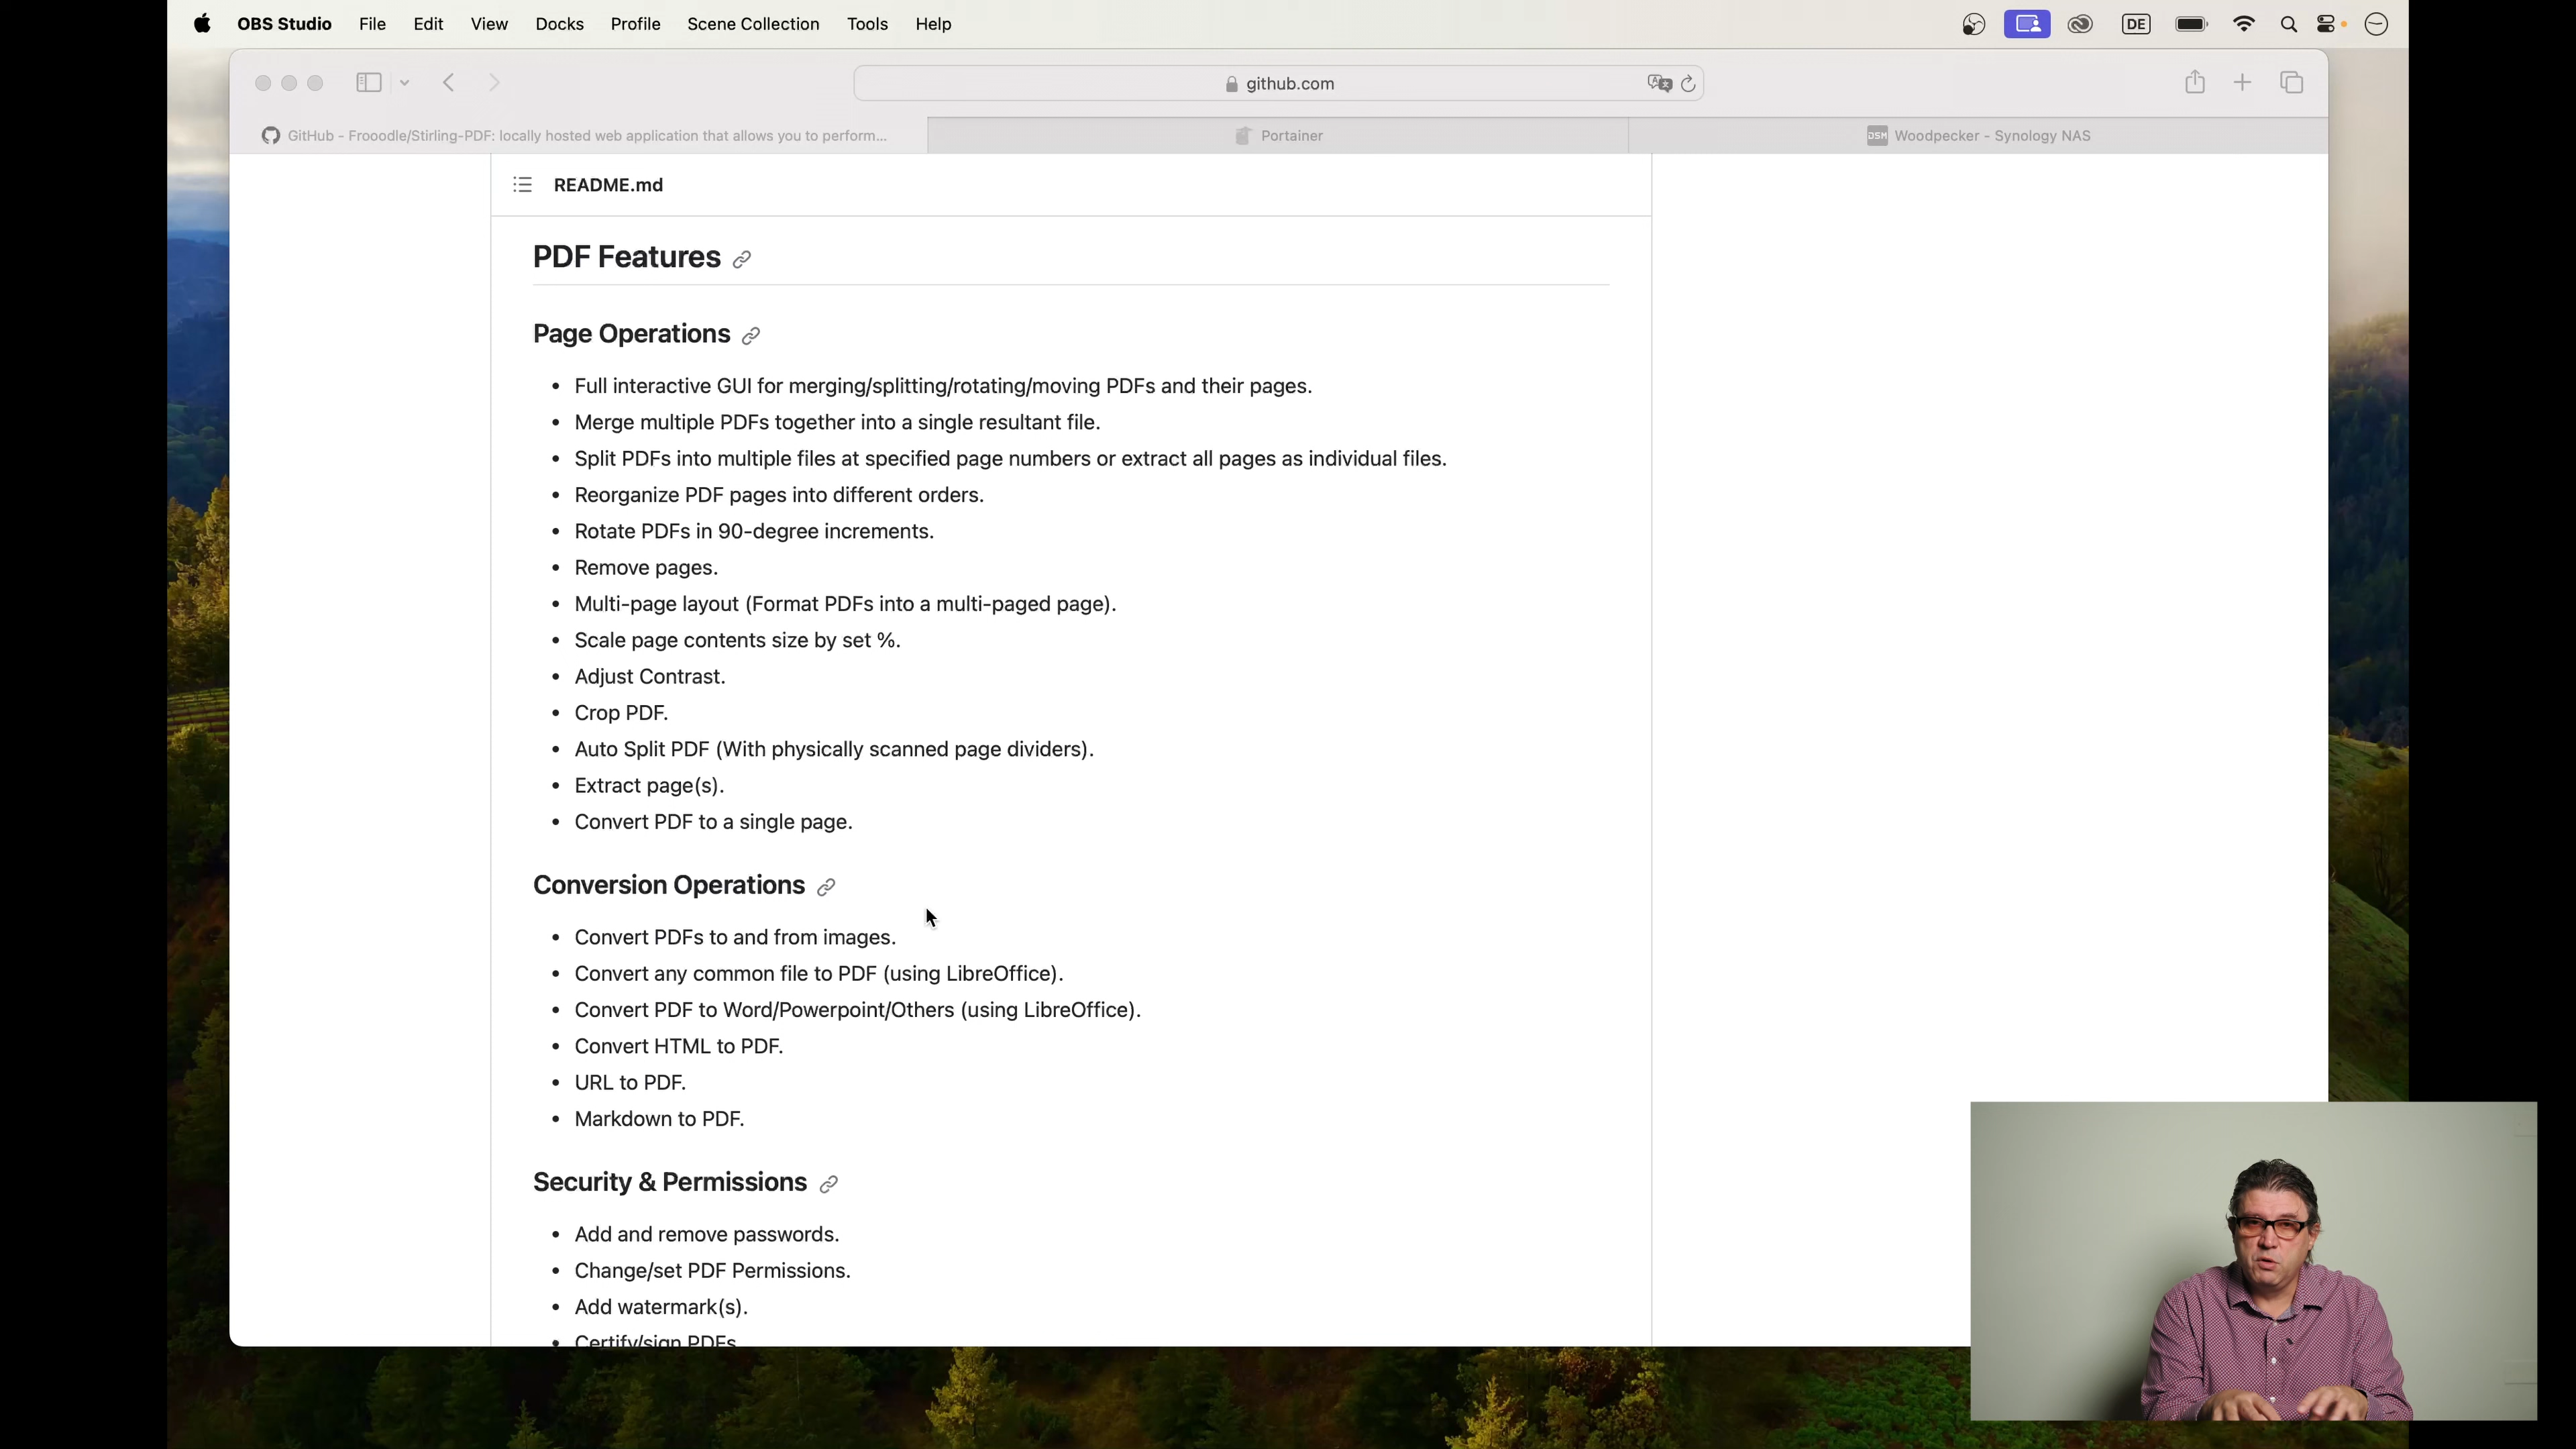 OBS Studio File Edit View Docks Profile Scene Collection Tools Help DE
github.com
GitHub - Frooodle/Stirling-PDF: locally hosted web application that allows you to perform... Portainer DSM Woodpecker - Synology NAS
README.md
PDF Features
Page Operations
• Full interactive GUI for merging/splitting/rotating/moving PDFs and their pages.
• Merge multiple PDFs together into a single resultant file.
• Split PDFs into multiple files at specified page numbers or extract all pages as individual files.
• Reorganize PDF pages into different orders.
• Rotate PDFs in 90-degree increments.
• Remove pages.
• Multi-page layout (Format PDFs into a multi-paged page).
• Scale page contents size by set %.
• Adjust Contrast.
• Crop PDF.
• Auto Split PDF (With physically scanned page dividers).
• Extract page(s).
• Convert PDF to a single page.
Conversion Operations
• Convert PDFs to and from images.
• Convert any common file to PDF (using LibreOffice).
• Convert PDF to Word/Powerpoint/Others (using LibreOffice).
• Convert HTML to PDF.
• URL to PDF.
• Markdown to PDF.
Security & Permissions
• Add and remove passwords.
• Change/set PDF Permissions.
• Add watermark(s).
• Certify/sign PDFs